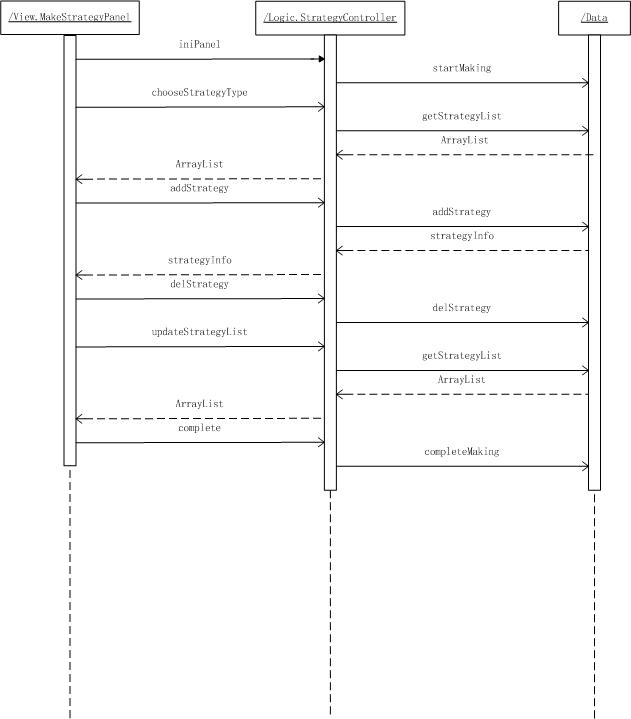 /View.MakeStrategyPanel
/Logic.StrategyController
/Data
iniPanel
startMaking
chooseStrategyType
getStrategyList
ArrayList
ArrayList
addStrategy
addStrategy
strategyInfo
strategyInfo
delStrategy
delStrategy
updateStrategyList
getStrategyList
ArrayList
ArrayList
complete
completeMaking